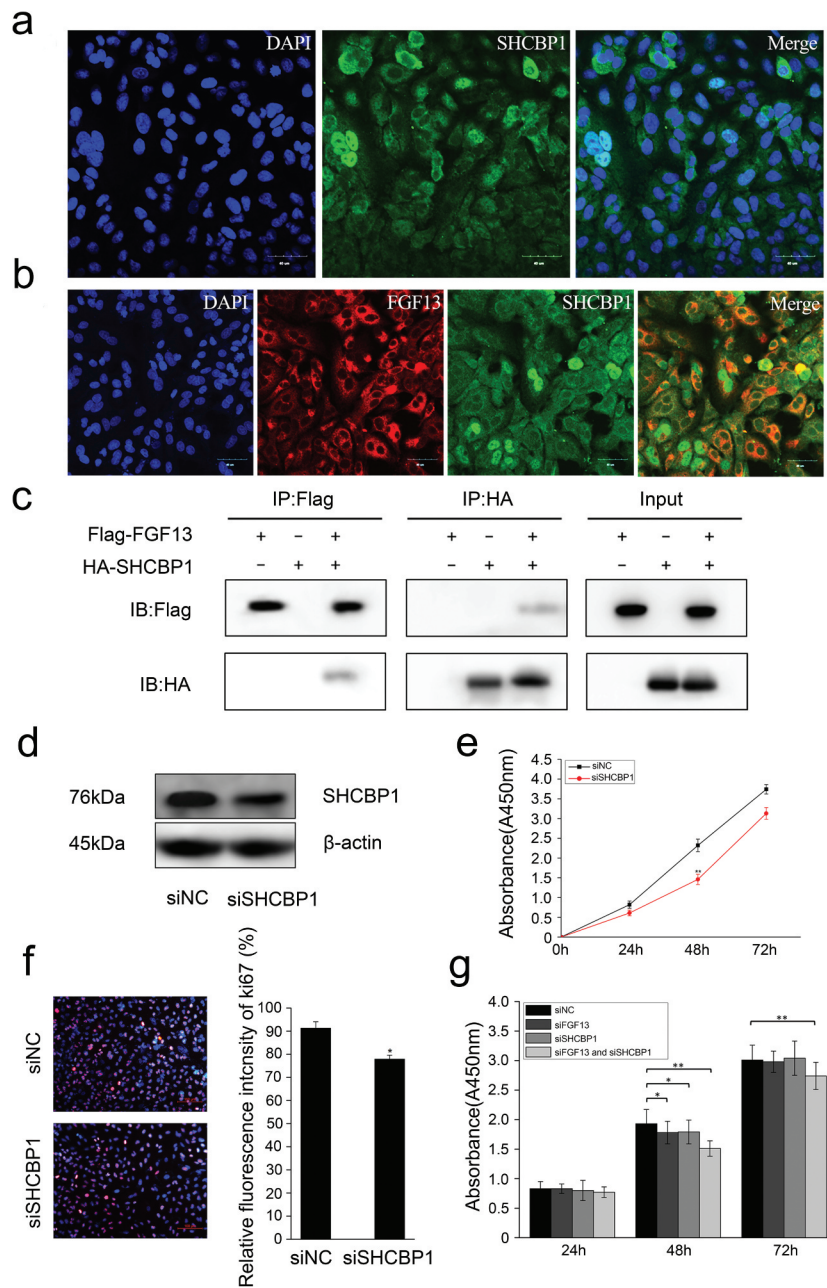 a
DAPI
SHCBP1
Merge
b
DAPI
FGF13
SHCBP1
Merge
c
IP:Flag
IP:HA
Input
Flag-FGF13
+ – + + – + + – +
HA-SHCBP1
– + + – + + – + +
IB:Flag
IB:HA
d
76kDa
SHCBP1
45kDa
β-actin
siNC
siSHCBP1
e
Absorbance(A450nm)
4.5
4.0
3.5
3.0
2.5
2.0
1.5
1.0
0.5
0.0
siNC
siSHCBP1
**
0h
24h
48h
72h
f
siNC
siSHCBP1
Relative fluorescence intcnsity of ki67 (%)
100
90
80
70
60
50
40
30
20
10
0
*
siNC
siSHCBP1
g
Absorbance(A450nm)
4.0
3.5
3.0
2.5
2.0
1.5
1.0
0.5
0.0
siNC
siFGF13
siSHCBP1
siFGF13 and siSHCBP1
**
*
*
**
24h
48h
72h